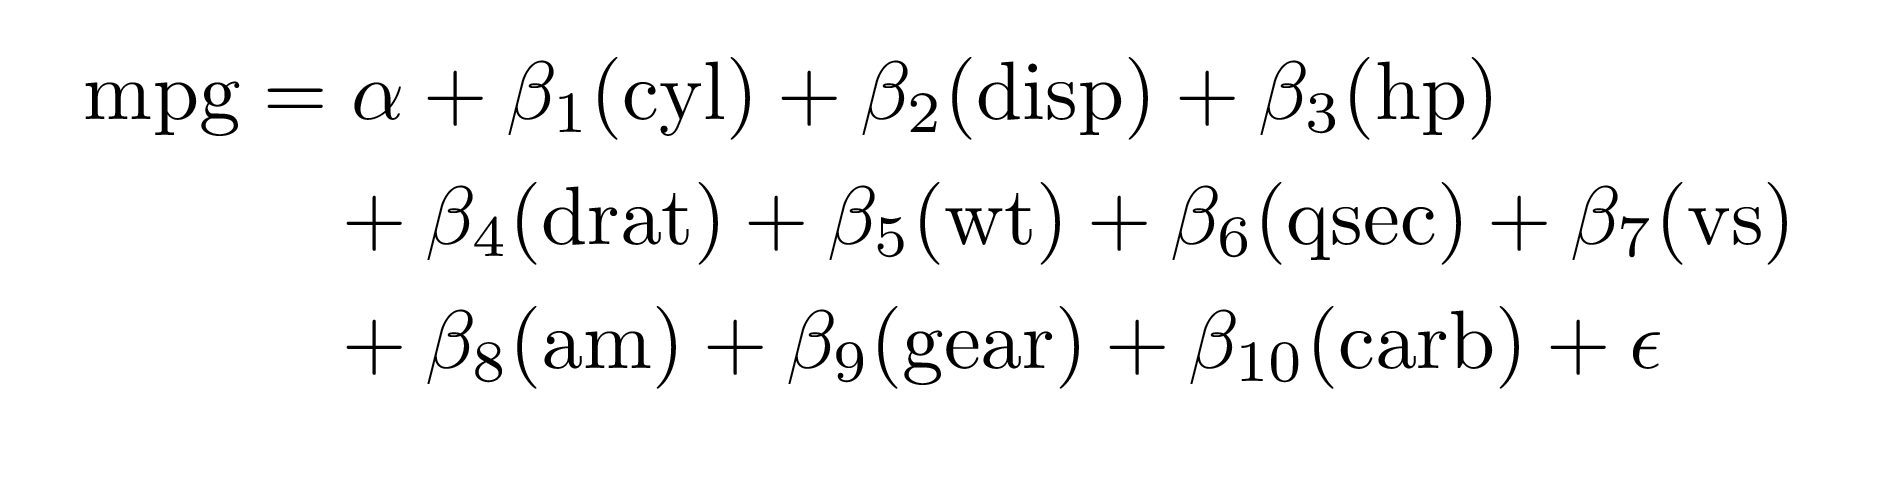 mpg = α + β₁(cyl) + β₂(disp) + β₃(hp)
+ β₄(drat) + β₅(wt) + β₆(qsec) + β₇(vs)
+ β₈(am) + β₉(gear) + β₁₀(carb) + ϵ